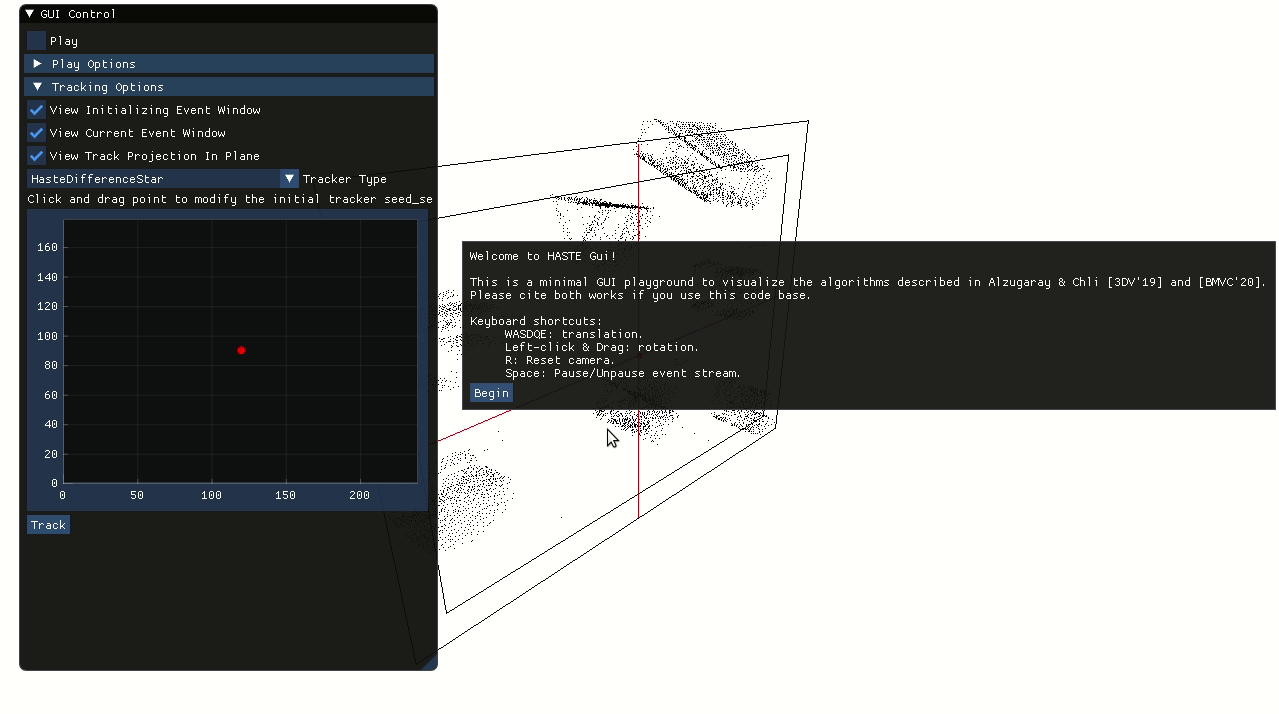 GUI Control
Play
Play Options
Tracking Options
View Initializing Event Window
View Current Event Window
View Track Projection In Plane
HasteDifferenceStar
Tracker Type
Click and drag point to modify the initial tracker seed_se
160
140
120
100
80
60
40
20
0
0 50 100 150 200
Track
Welcome to HASTE Gui!
This is a minimal GUI playground to visualize the algorithms described in Alzugaray & Chli [3DV'19] and [BMVC'20].
Please cite both works if you use this code base.
Keyboard shortcuts:
WASDQE: translation.
Left-click & Drag: rotation.
R: Reset camera.
Space: Pause/Unpause event stream.
Begin